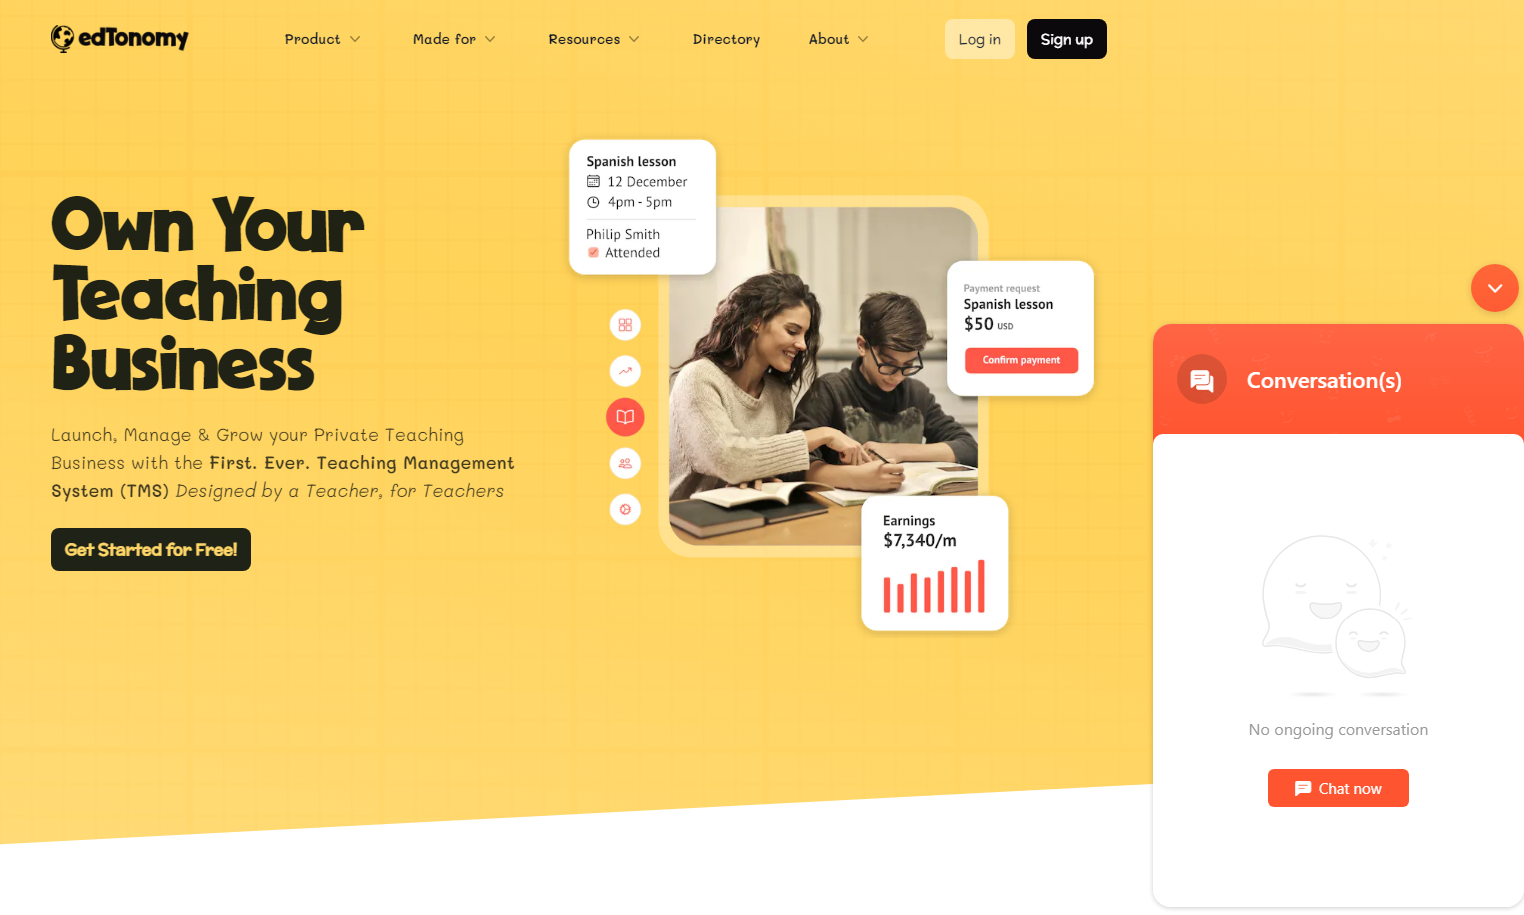 edTonomy
Product
Made for
Resources
Directory
About
Log in
Sign up
Own Your
Teaching
Business
Launch, Manage & Grow your Private Teaching
Business with the First. Ever. Teaching Management
System (TMS) Designed by a Teacher, for Teachers
Get Started for Free!
Spanish lesson
12 December
4pm - 5pm
Philip Smith
Attended
Payment request
Spanish lesson
$50 USD
Confirm payment
Earnings
$7,340/m
Conversation(s)
No ongoing conversation
Chat now